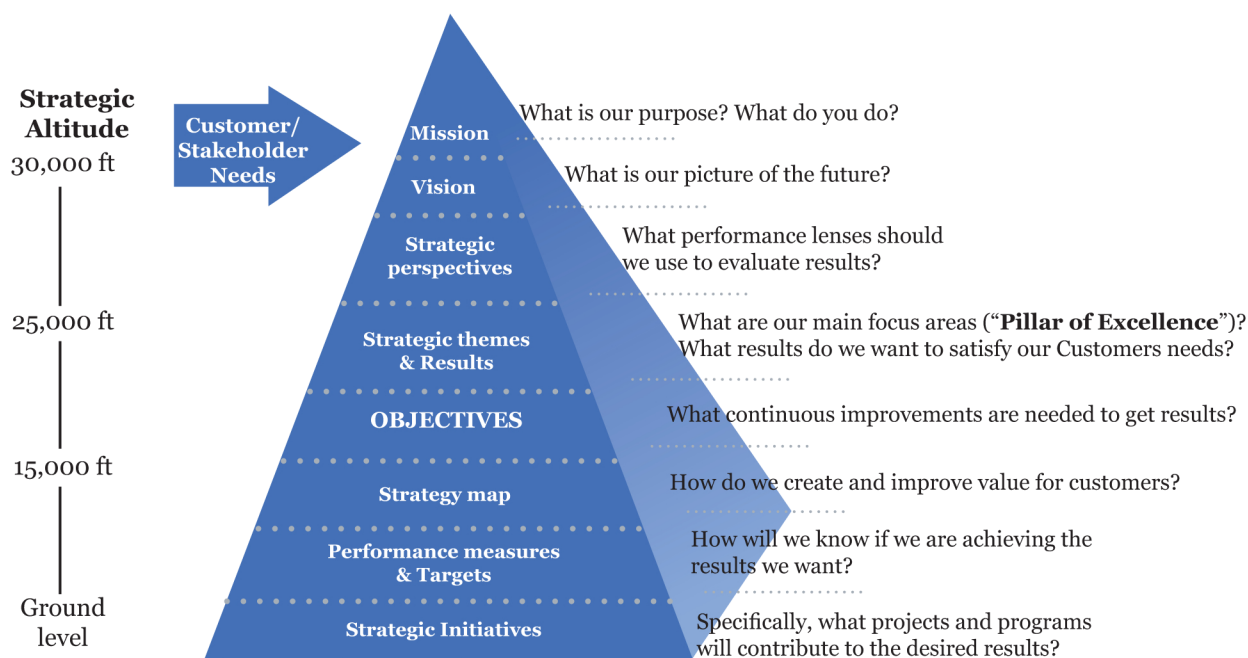 Strategic
Altitude
30,000 ft
25,000 ft
15,000 ft
Ground
level
Customer/
Stakeholder
Needs
Mission
What is our purpose? What do you do?
Vision
What is our picture of the future?
Strategic
perspectives
What performance lenses should
we use to evaluate results?
Strategic themes
& Results
What are our main focus areas (“Pillar of Excellence”)?
What results do we want to satisfy our Customers needs?
OBJECTIVES
What continuous improvements are needed to get results?
Strategy map
How do we create and improve value for customers?
Performance measures
& Targets
How will we know if we are achieving the
results we want?
Strategic Initiatives
Specifically, what projects and programs
will contribute to the desired results?